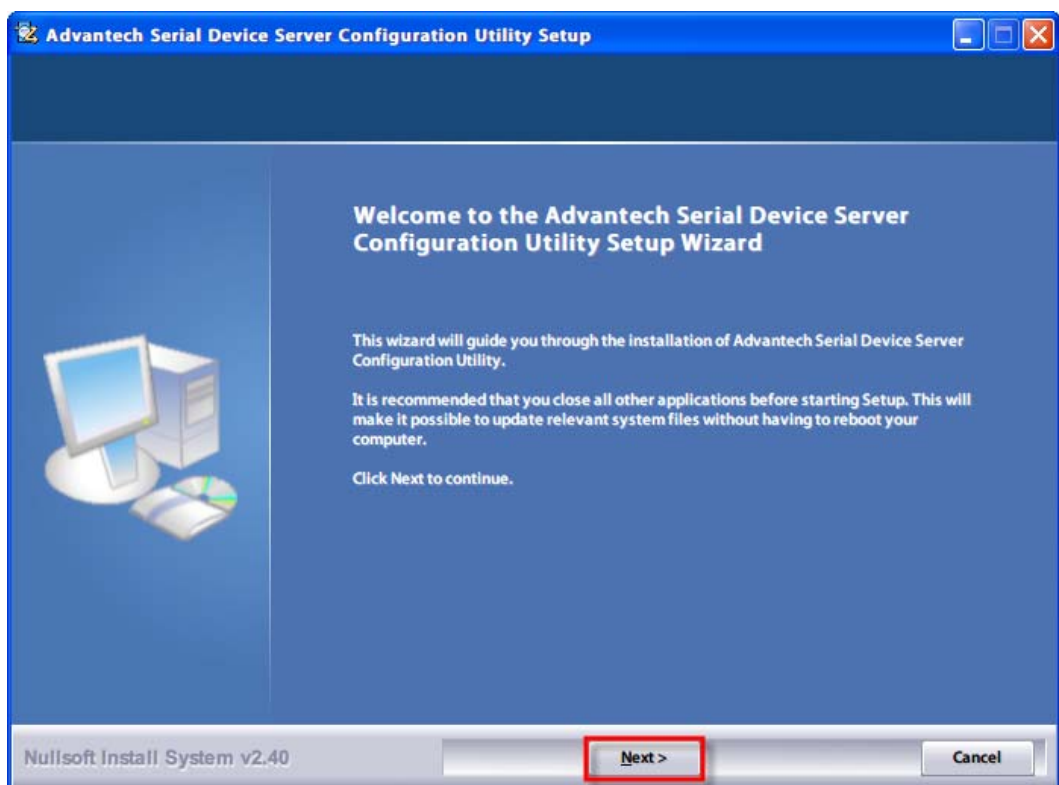 Advantech Serial Device Server Configuration Utility Setup
Welcome to the Advantech Serial Device Server
Configuration Utility Setup Wizard
This wizard will guide you through the installation of Advantech Serial Device Server
Configuration Utility.
It is recommended that you close all other applications before starting Setup. This will
make it possible to update relevant system files without having to reboot your
computer.
Click Next to continue.
Nullsoft Install System v2.40
Next >
Cancel